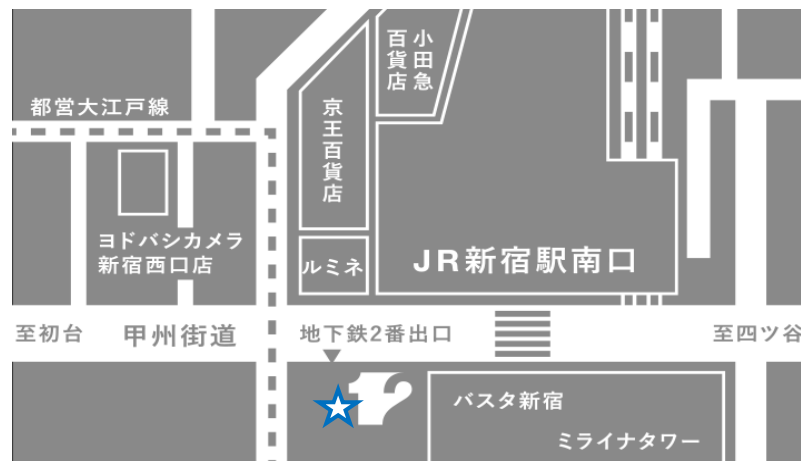 小田急
百貨店
都営大江戸線
京王百貨店
ヨドバシカメラ
新宿西口店
ルミネ
JR新宿駅南口
至初台
甲州街道
地下鉄2番出口
至四ツ谷
12
バスタ新宿
ミライナタワー